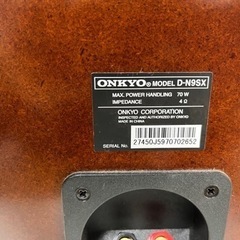 ONKYO® MODEL D-N9SX
MAX. POWER HANDLING 70 W
IMPEDANCE 4 Ω
ONKYO CORPORATION
INSPECTED AND AUTHORIZED BY ONKYO
MADE IN CHINA
SERIAL No. 27450J5970702652